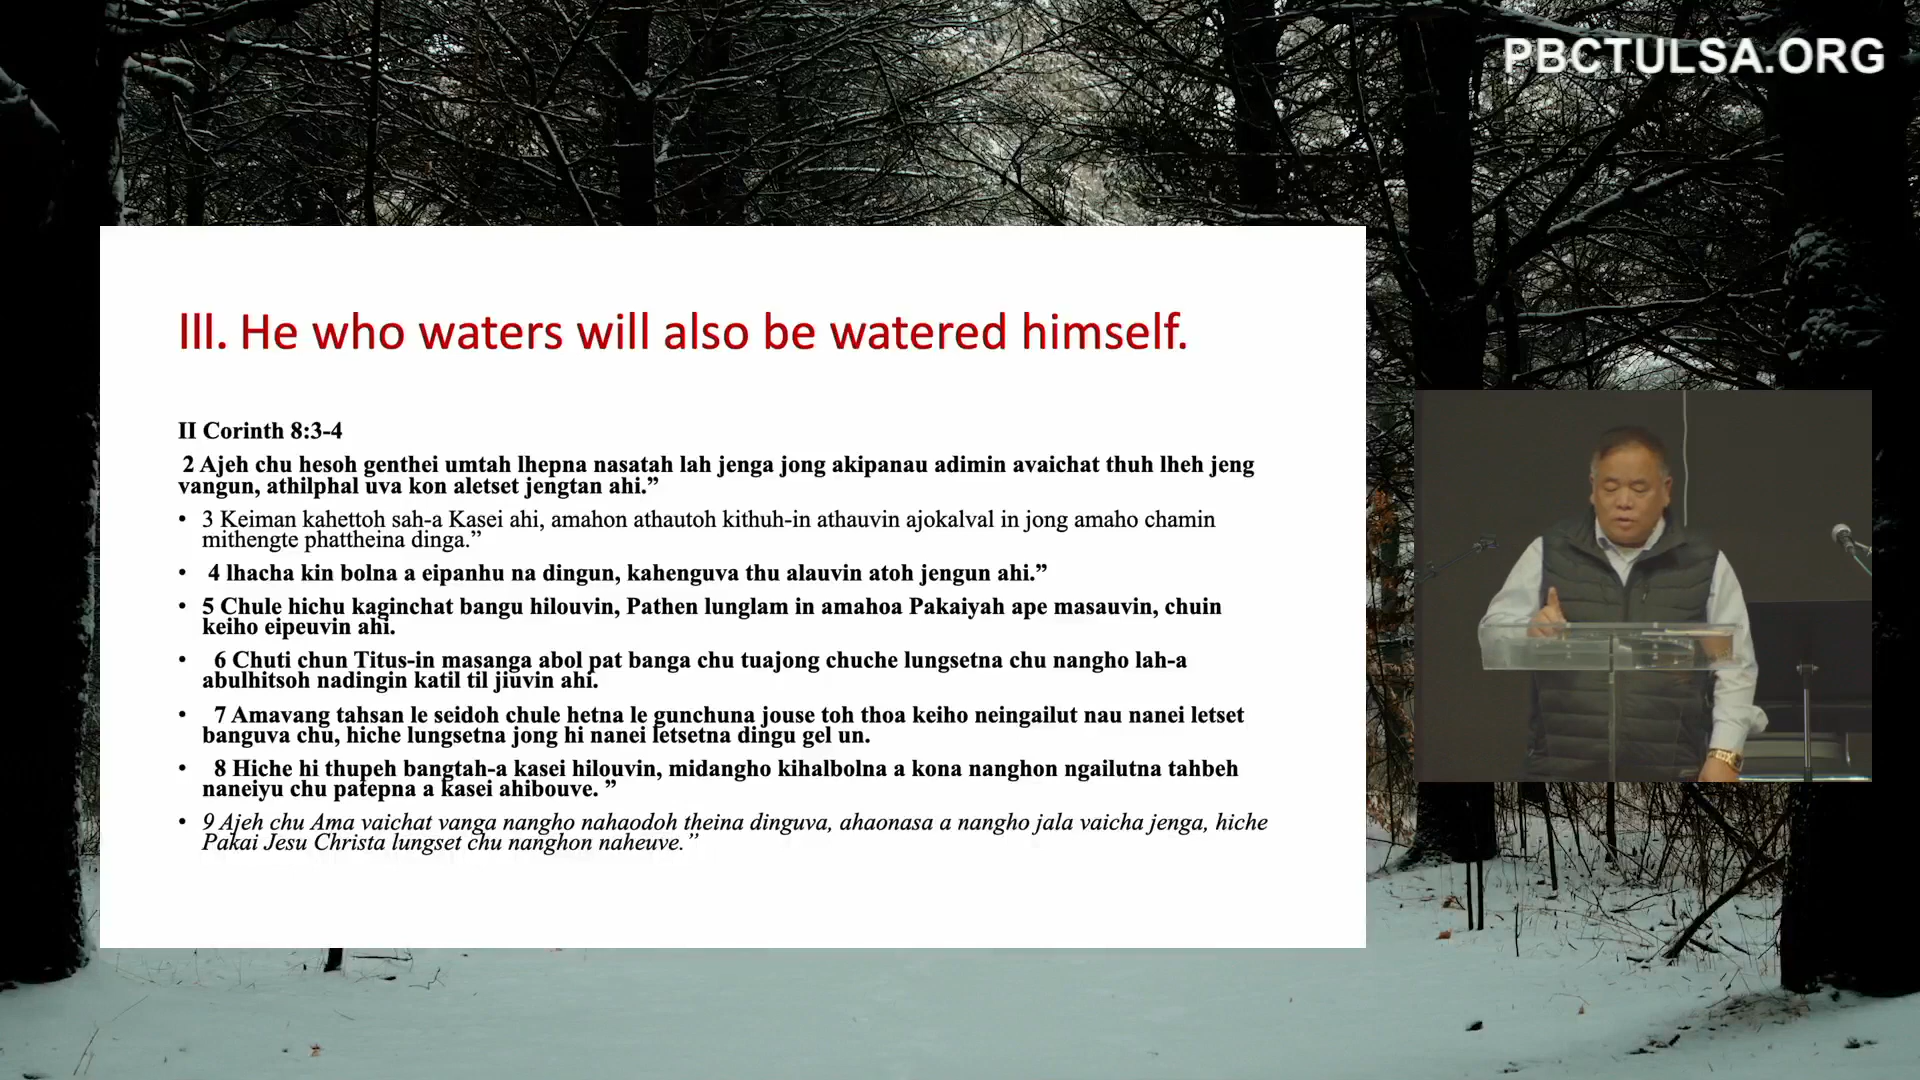 PBCTULSA.ORG
III. He who waters will also be watered himself.
II Corinth 8:3-4
2 Ajeh chu hesoh genthei umtah lhepna nasatah lah jenga jong akipanau adimin avaichat thuh lheh jeng
vangun, athilphal uva kon aletset jengtan ahi.”
• 3 Keiman kahettoh sah-a Kasei ahi, amahon athautoh kithuh-in athauvin ajokalval in jong amaho chamin
mithengte phattheina dinga.”
• 4 lhacha kin bolna a eipanhu na dingun, kahenguva thu alauvin atoh jengun ahi.”
• 5 Chule hichu kaginchat bangu hilouvin, Pathen lunglam in amahoa Pakaiyah ape masauvin, chuin
keiho eipeuvin ahi.
• 6 Chuti chun Titus-in masanga abol pat banga chu tuajong chuche lungsetna chu nangho lah-a
abulhitsoh nadingin katil til jiuvin ahi.
• 7 Amavang tahsan le seidoh chule hetna le gunchuna jouse toh thoa keiho neingailut nau nanei letset
banguva chu, hiche lungsetna jong hi nanei letsetna dingu gel un.
• 8 Hiche hi thupeh bangtah-a kasei hilouvin, midangho kihalbolna a kona nanghon ngailutna tahbeh
naneiyu chu patepna a kasei ahibouve. ”
• 9 Ajeh chu Ama vaichat vanga nangho nahaodoh theina dinguva, ahaonasa a nangho jala vaicha jenga, hiche
Pakai Jesu Christa lungset chu nanghon naheuve.”